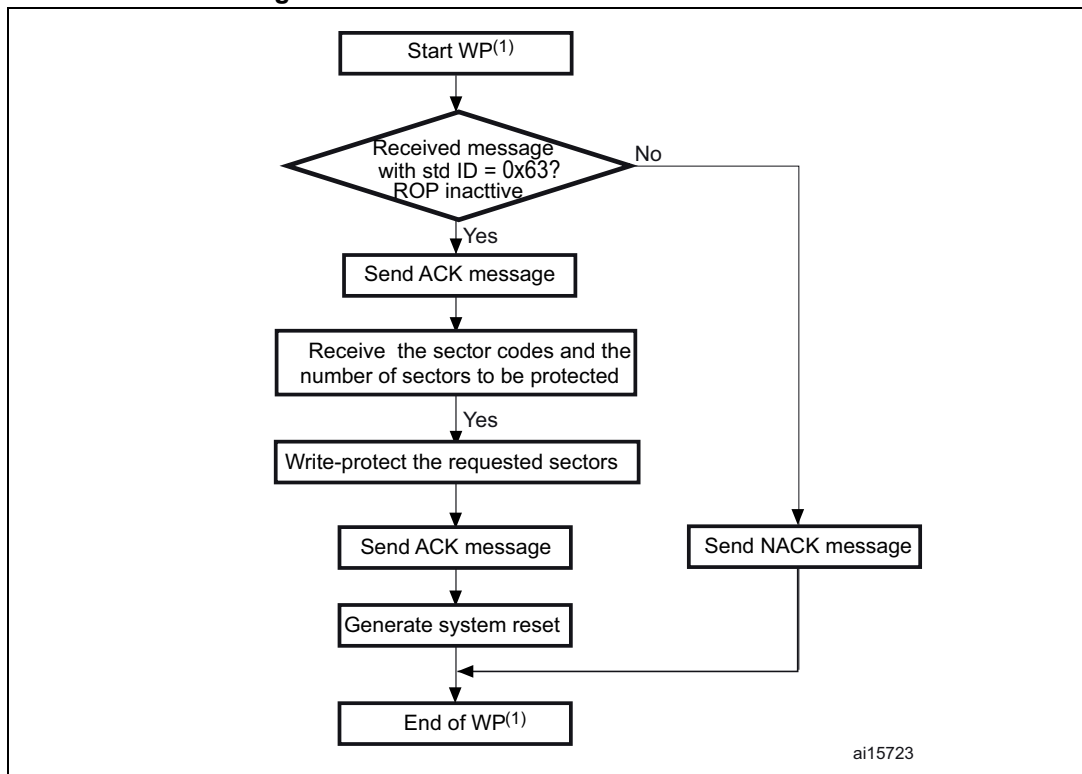 Start WP(1)
Received message
with std ID = 0x63?
ROP inacttive
No
Yes
Send ACK message
Receive the sector codes and the
number of sectors to be protected
Yes
Write-protect the requested sectors
Send ACK message
Send NACK message
Generate system reset
End of WP(1)
ai15723